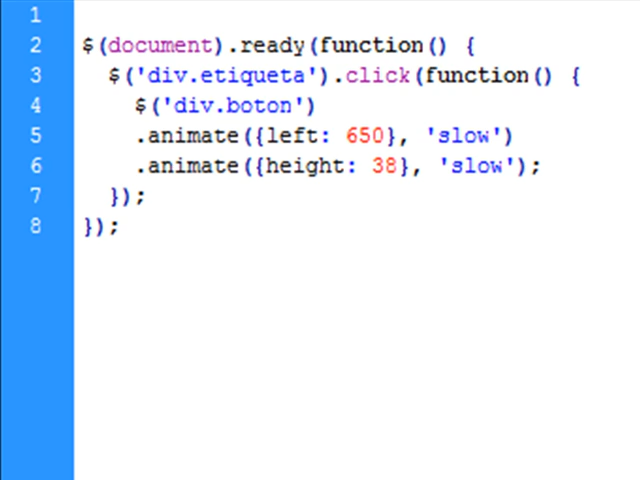 1
2 $(document).ready(function() {
3 $('div.etiqueta').click(function() {
4 $('div.boton')
5 .animate({left: 650}, 'slow')
6 .animate({height: 38}, 'slow');
7 });
8 });